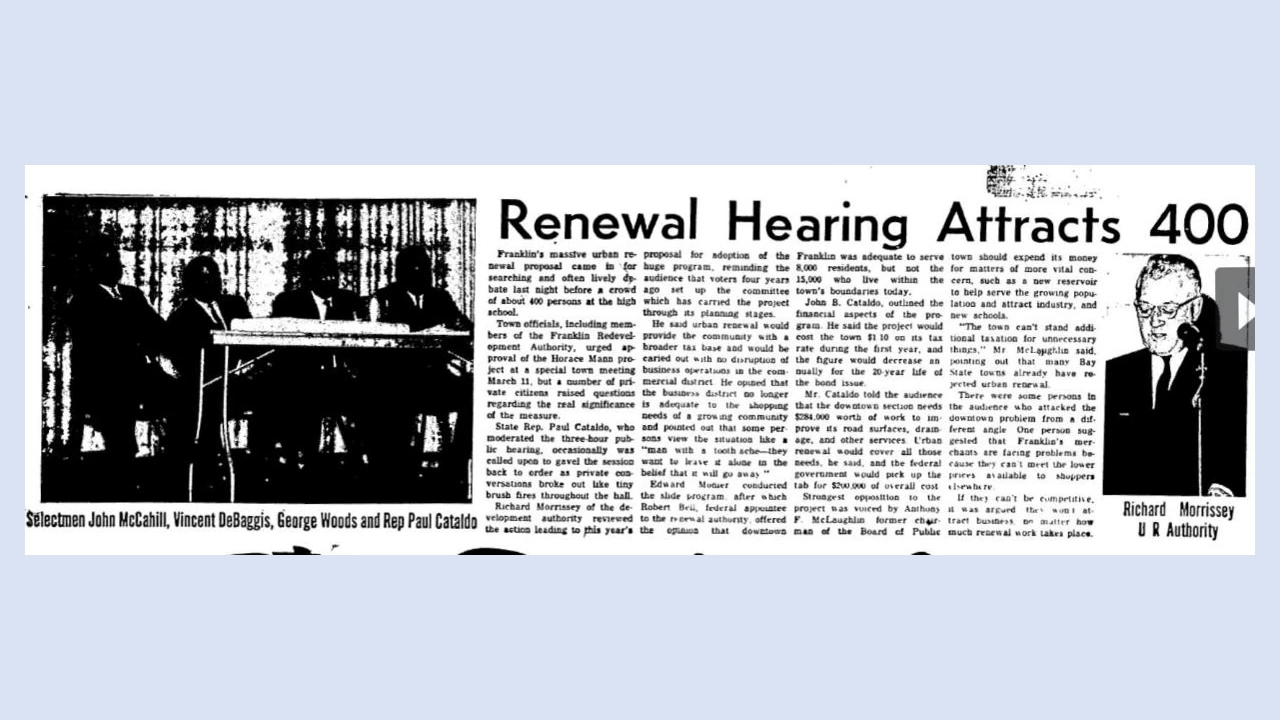 Renewal Hearing Attracts 400
Franklin's massive urban re-
newal proposal came in for
searching and often lively de-
bate last night before a crowd
of about 400 persons at the high
school.
Town officials, including mem-
bers of the Franklin Redevel-
opment Authority, urged ap-
proval of the Horace Mann pro-
ject at a special town meeting
March 11, but a number of pri-
vate citizens raised questions
regarding the real significance
of the measure.
State Rep. Paul Cataldo, who
moderated the three-hour pub-
lic hearing, occasionally was
called upon to gavel the session
back to order as private con-
versations broke out like tiny
brush fires throughout the hall.
Richard Morrissey of the de-
velopment authority reviewed
the action leading to this year's
proposal for adoption of the
huge program, reminding the
audience that voters four years
ago set up the committee
which has carried the project
through its planning stages.
He said urban renewal would
provide the community with a
broader tax base and would be
carried out with no disruption of
business operations in the com-
mercial district. He opined that
the business district no longer
is adequate to the shopping
needs of a growing community
and pointed out that some per-
sons view the situation like a
"man with a tooth ache—they
want to leave it alone in the
belief that it will go away "
Edward conducted
the slide program, after which
Robert Bell, federal appointee
to the renewal authority, offered
the opinion that downtown
Franklin was adequate to serve
8,000 residents, but not the
15,000 who live within the
town's boundaries today.
John B. Cataldo, outlined the
financial aspects of the pro-
gram. He said the project would
cost the town $1 10 on its tax
rate during the first year, and
the figure would decrease an-
nually for the 20-year life of
the bond issue.
Mr. Cataldo told the audience
that the downtown section needs
$284,000 worth of work to im-
prove its road surfaces, drain-
age, and other services. Urban
renewal would cover all those
needs, he said, and the federal
government would pick up the
tab for $200,000 of overall cost
Strongest opposition to the
project was voiced by Anthony
F. McLaughlin former chair-
man of the Board of Public
town should expend its money
for matters of more vital con-
cern, such as a new reservoir
to help serve the growing popu-
lation and attract industry, and
new schools.
"The town can't stand addi-
tional taxation for unnecessary
things," Mr McLaughlin said,
pointing out that many Bay
State towns already have re-
jected urban renewal.
There were some persons in
the audience who attacked the
downtown problem from a dif-
ferent angle One person sug-
gested that Franklin's mer-
chants are facing problems be-
cause they can't meet the lower
prices available to shoppers
elsewhere.
If they can't be competitive,
it was argued they won't at-
tract business, no matter how
much renewal work takes place.
Selectmen John McCahill, Vincent DeBaggis, George Woods and Rep Paul Cataldo
Richard Morrissey
U R Authority